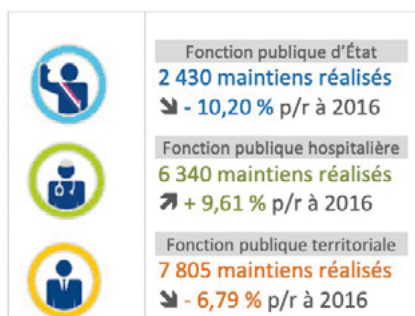 Fonction publique d'État
2 430 maintiens réalisés
- 10,20 % p/r à 2016
Fonction publique hospitalière
6 340 maintiens réalisés
+ 9,61 % p/r à 2016
Fonction publique territoriale
7 805 maintiens réalisés
- 6,79 % p/r à 2016